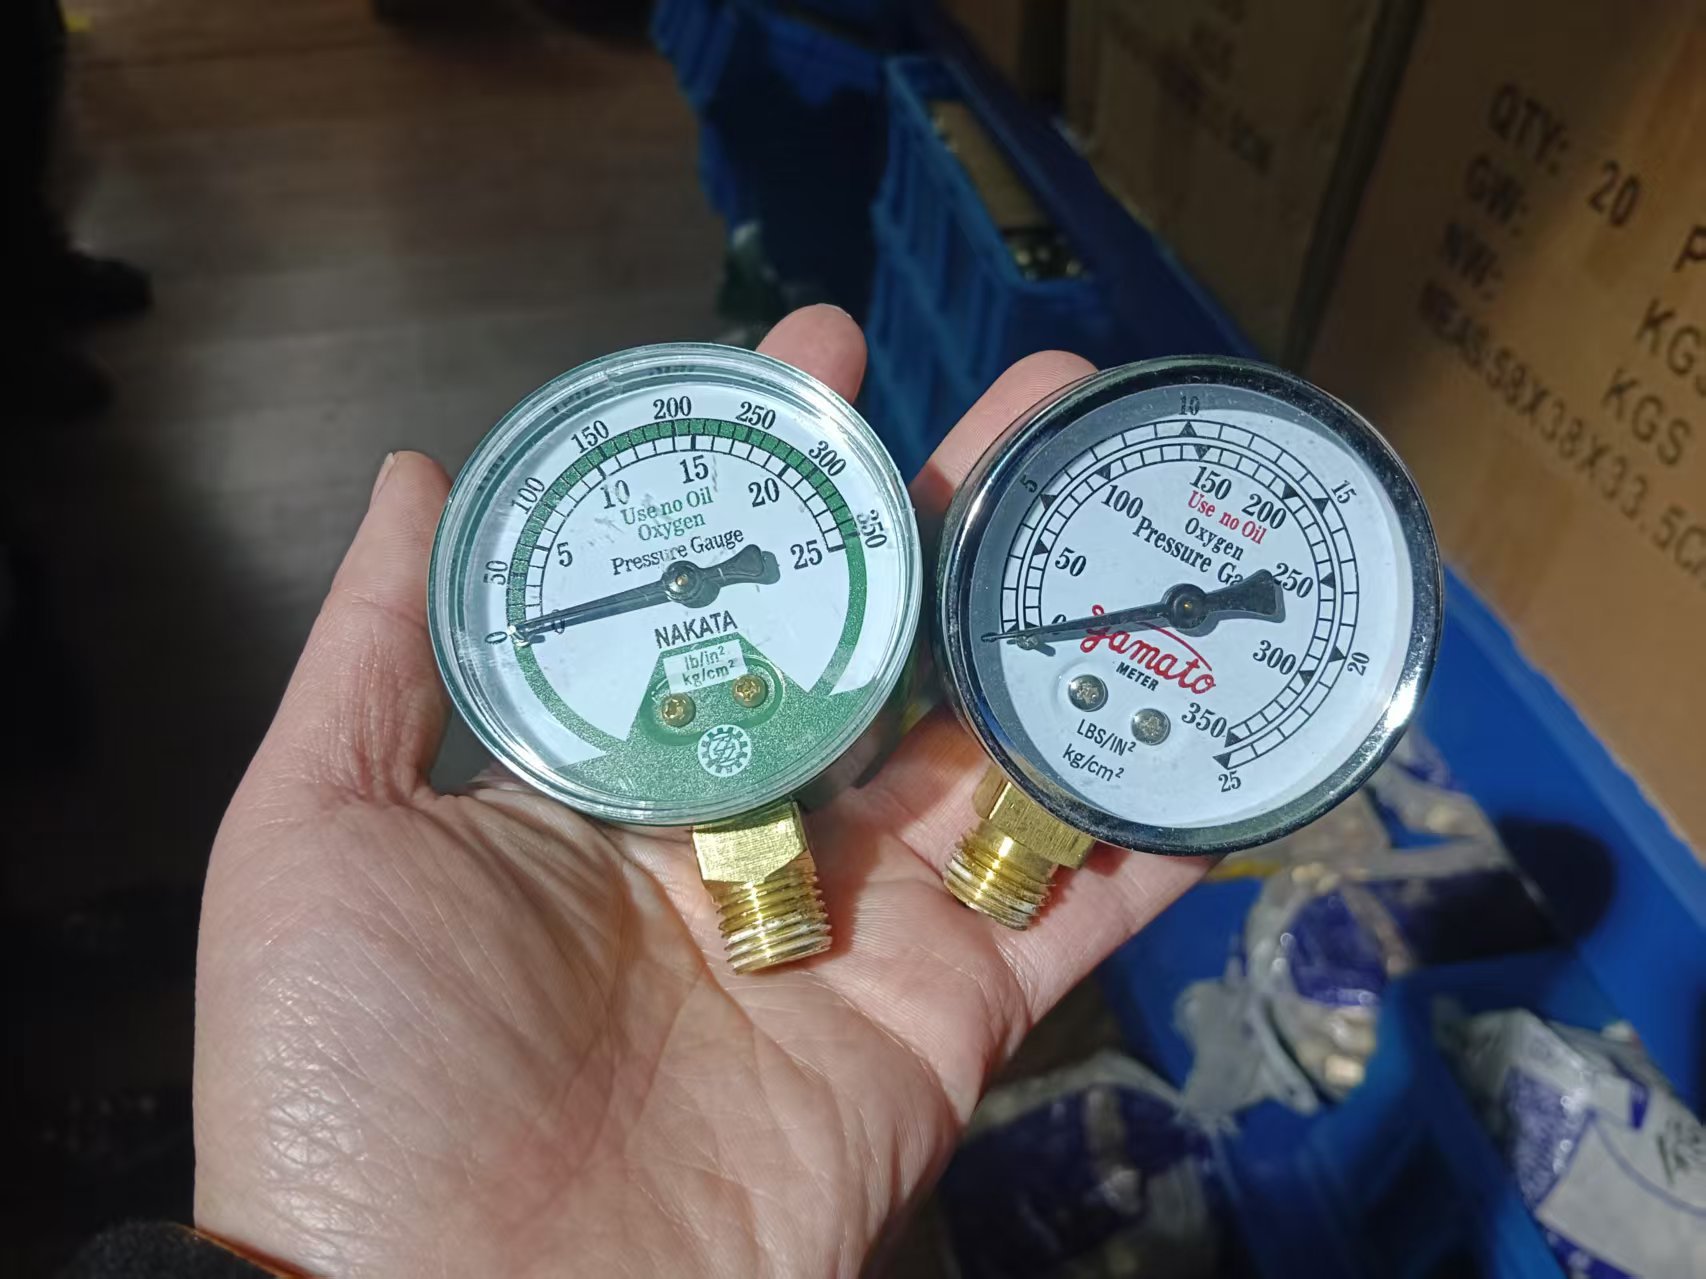 0
50
100
150
200
250
300
350
0
5
10
15
20
25
Use no Oil
Oxygen
Pressure Gauge
NAKATA
lb/in²
kg/cm²
5
10
15
20
25
0
50
100
150
200
250
300
350
Use no Oil
Oxygen
Pressure
Yamato
METER
LBS/IN²
kg/cm²
QTY: 20 P
GW: KGS
NW: KGS
MEAS:58X38X33.5C